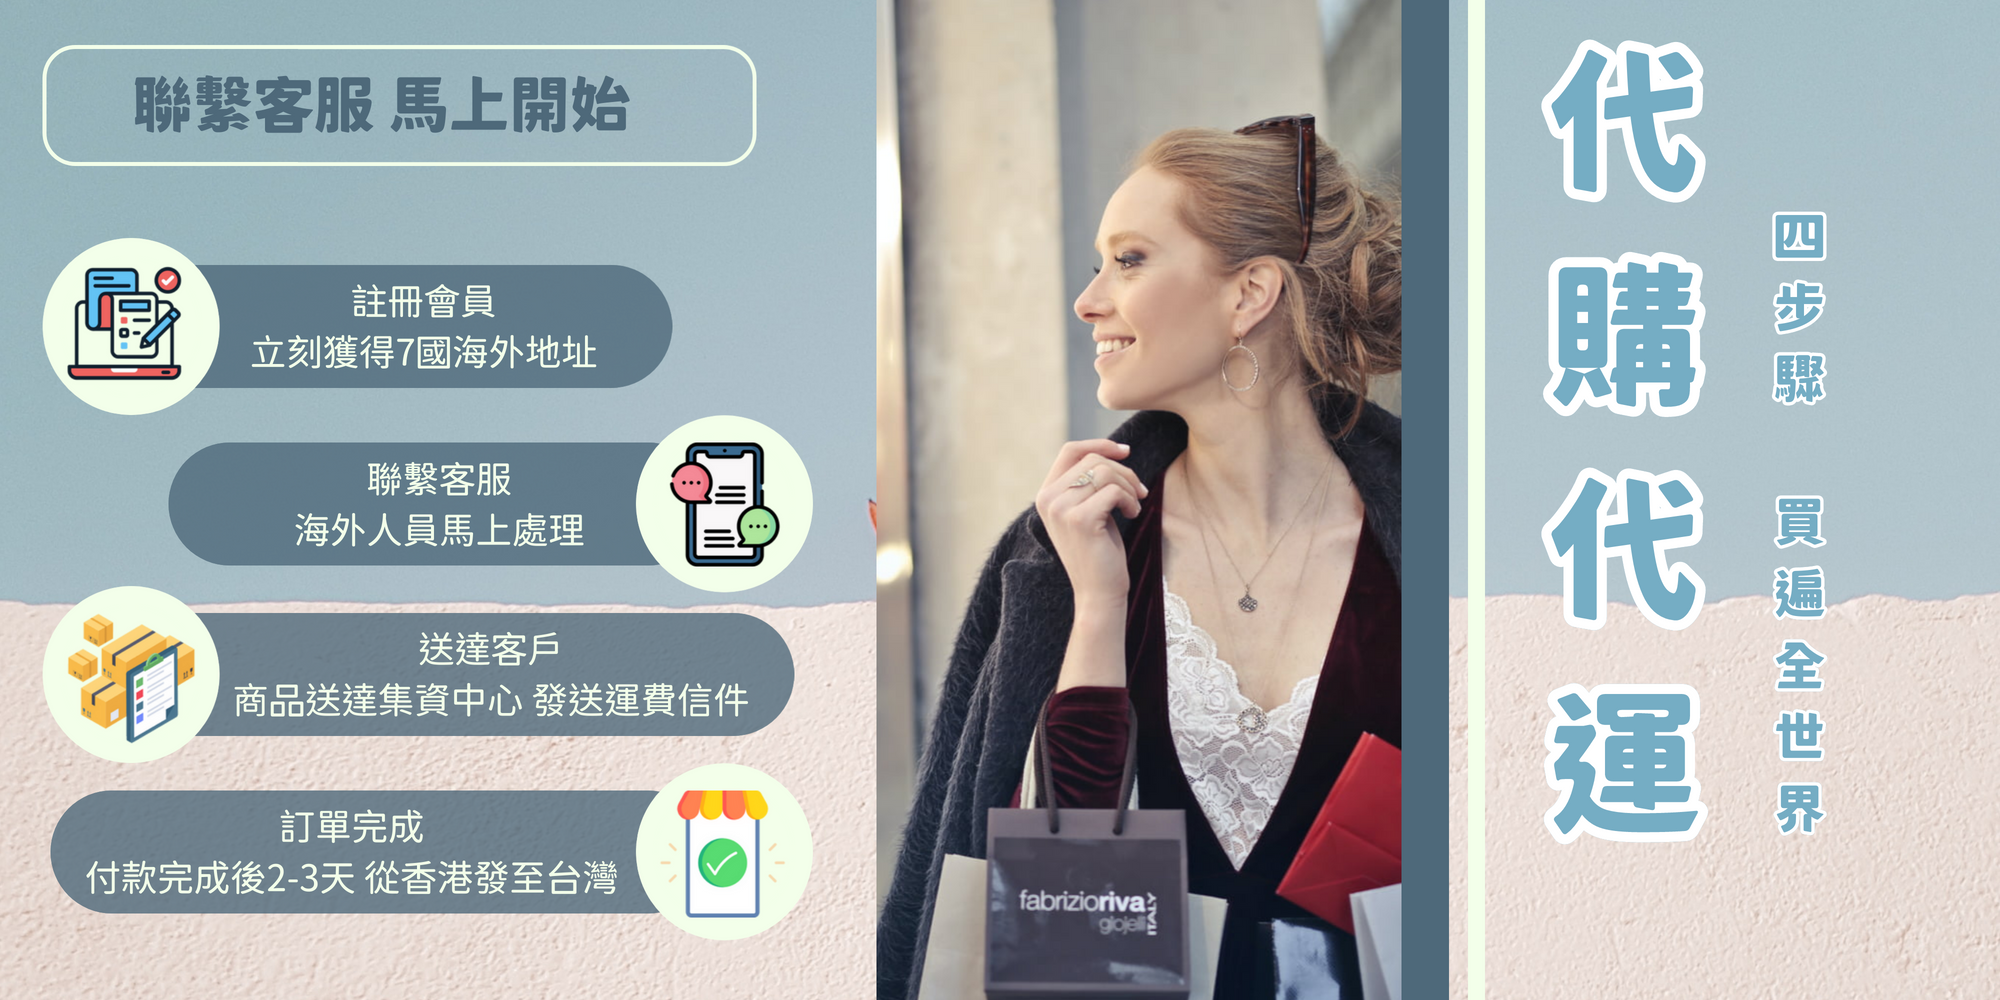 聯繫客服 馬上開始
註冊會員
立刻獲得7國海外地址
聯繫客服
海外人員馬上處理
送達客戶
商品送達集資中心 發送運費信件
訂單完成
付款完成後2-3天 從香港發至台灣
fabrizioriva
gioielli
ITALY
代購代運
四步驟 買遍全世界